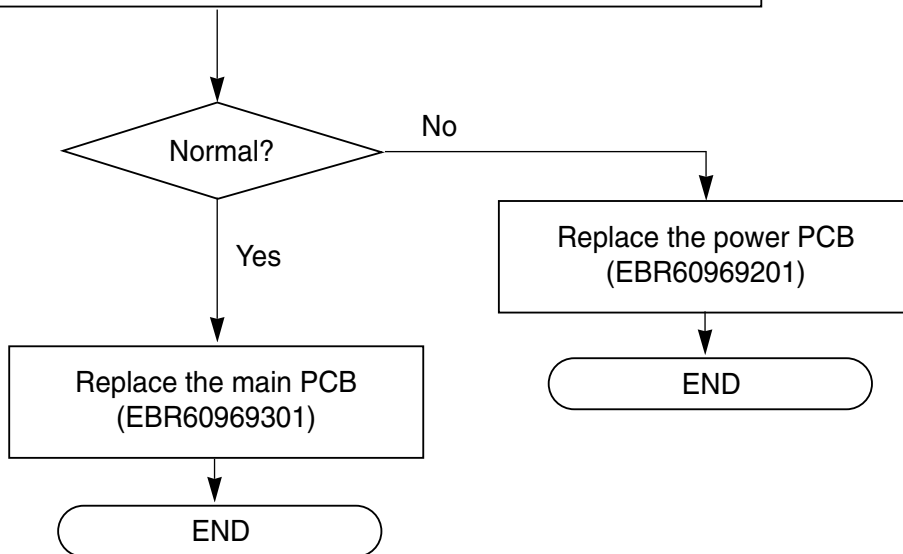 Normal?
No
Yes
Replace the power PCB
(EBR60969201)
Replace the main PCB
(EBR60969301)
END
END